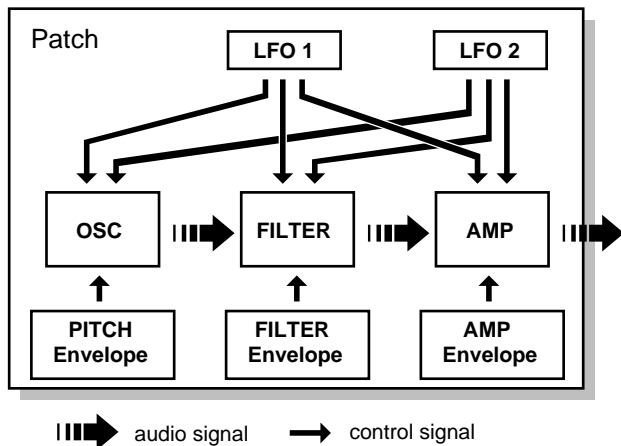 Patch
LFO 1
LFO 2
OSC
FILTER
AMP
PITCH
Envelope
FILTER
Envelope
AMP
Envelope
audio signal
control signal